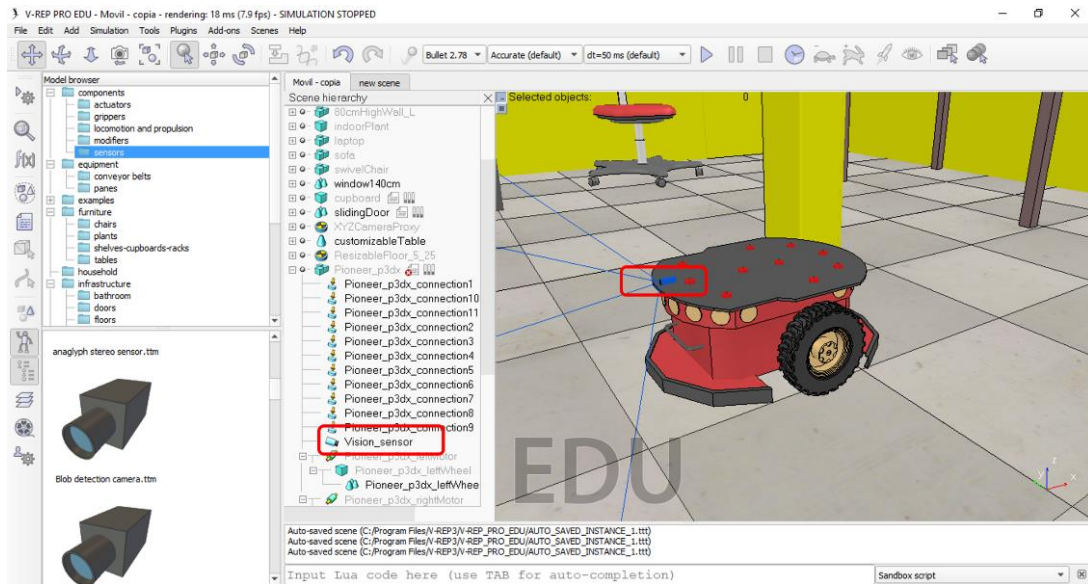 V-REP PRO EDU - Movil - copia - rendering: 18 ms (7.9 fps) - SIMULATION STOPPED
File Edit Add Simulation Tools Plugins Add-ons Scenes Help
Bullet 2.78 Accurate (default) dt=50 ms (default)
Model browser
components
actuators
grippers
locomotion and propulsion
modifiers
sensors
equipment
conveyor belts
panes
examples
furniture
chairs
plants
shelves-cupboards-racks
tables
household
infrastructure
bathroom
doors
floors
anaglyph stereo sensor.ttm
Blob detection camera.ttm
Movil - copia new scene
Scene hierarchy
80cmHighWall_L
indoorPlant
laptop
sofa
swivelChair
window140cm
cupboard
slidingDoor
XYZCameraProxy
customizableTable
ResizableFloor_5_25
Pioneer_p3dx
Pioneer_p3dx_connection1
Pioneer_p3dx_connection10
Pioneer_p3dx_connection11
Pioneer_p3dx_connection2
Pioneer_p3dx_connection3
Pioneer_p3dx_connection4
Pioneer_p3dx_connection5
Pioneer_p3dx_connection6
Pioneer_p3dx_connection7
Pioneer_p3dx_connection8
Pioneer_p3dx_connection9
Vision_sensor
Pioneer_p3dx_leftMotor
Pioneer_p3dx_leftWheel
Pioneer_p3dx_leftWhee
Pioneer_p3dx_rightMotor
Selected objects: 0
EDU
z
y x
Auto-saved scene (C:/Program Files/V-REP3/V-REP_PRO_EDU/AUTO_SAVED_INSTANCE_1.ttt)
Auto-saved scene (C:/Program Files/V-REP3/V-REP_PRO_EDU/AUTO_SAVED_INSTANCE_1.ttt)
Auto-saved scene (C:/Program Files/V-REP3/V-REP_PRO_EDU/AUTO_SAVED_INSTANCE_1.ttt)
Input Lua code here (use TAB for auto-completion)
Sandbox script